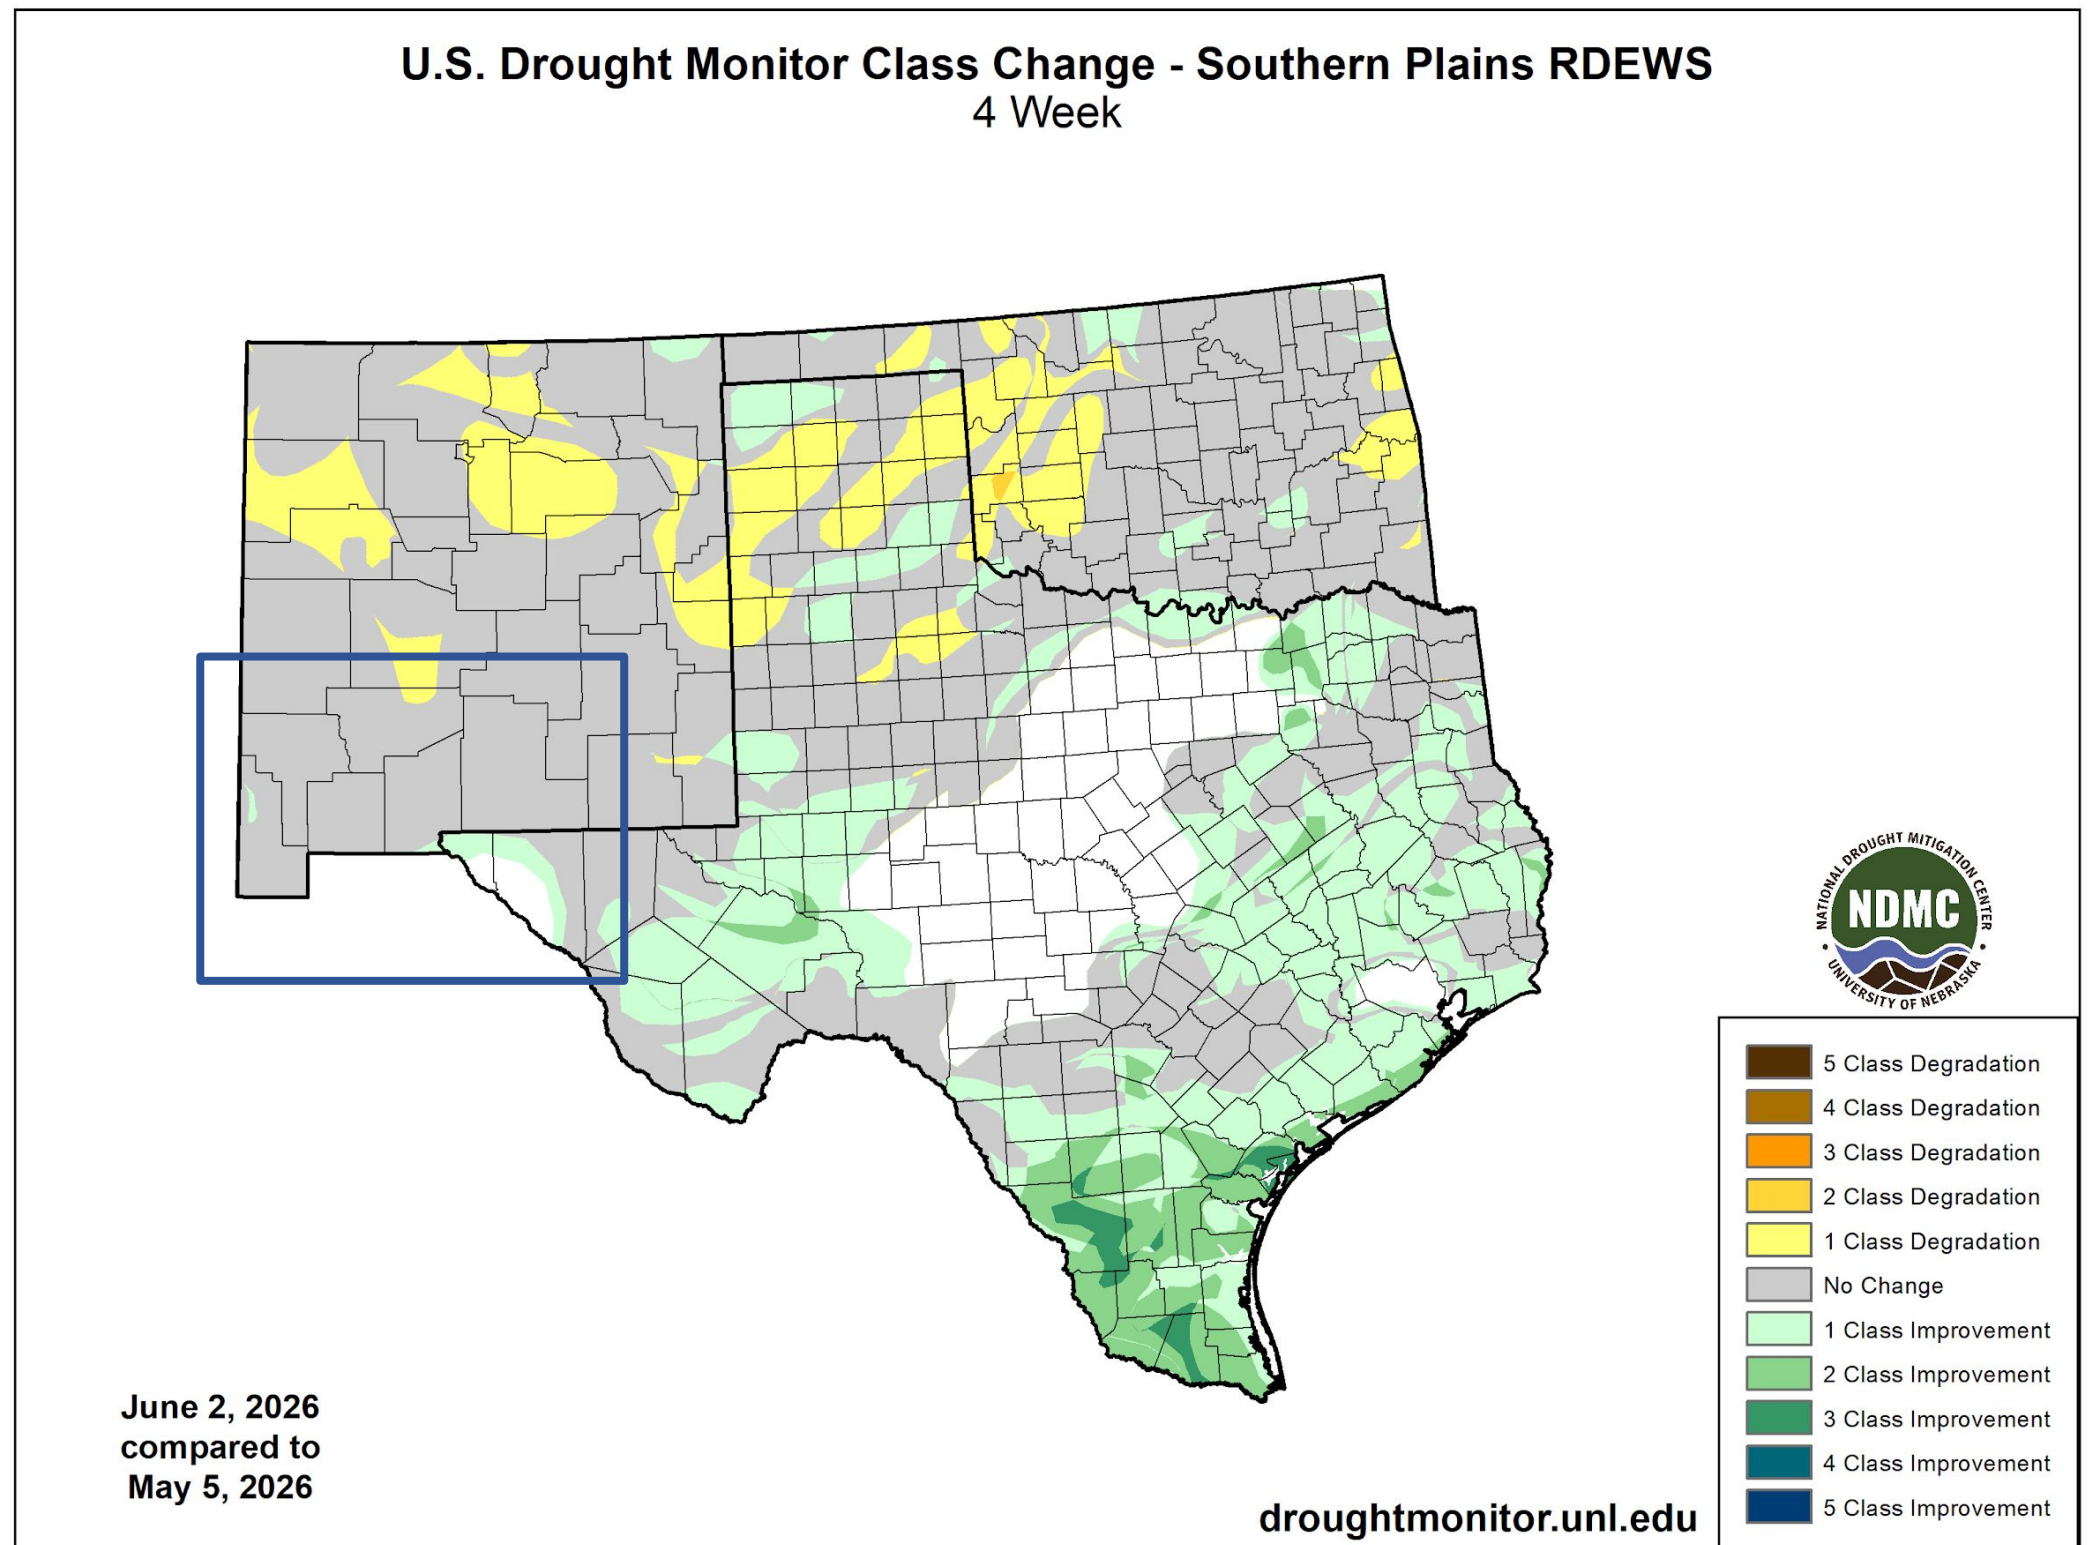 U.S. Drought Monitor Class Change - Southern Plains RDEWS
4 Week
NATIONAL DROUGHT MITIGATION CENTER
NDMC
UNIVERSITY OF NEBRASKA
5 Class Degradation
4 Class Degradation
3 Class Degradation
2 Class Degradation
1 Class Degradation
No Change
1 Class Improvement
2 Class Improvement
3 Class Improvement
4 Class Improvement
5 Class Improvement
June 2, 2026
compared to
May 5, 2026
droughtmonitor.unl.edu